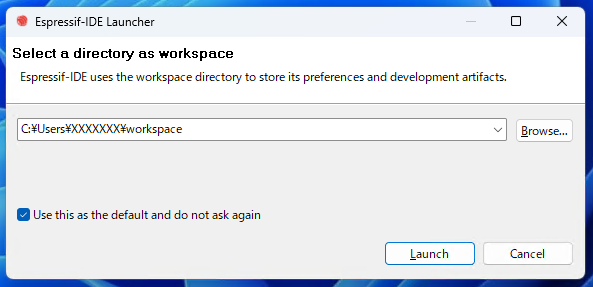 Espressif-IDE Launcher
Select a directory as workspace
Espressif-IDE uses the workspace directory to store its preferences and development artifacts.
C:¥Users¥XXXXXXX¥workspace
Browse...
Use this as the default and do not ask again
Launch
Cancel